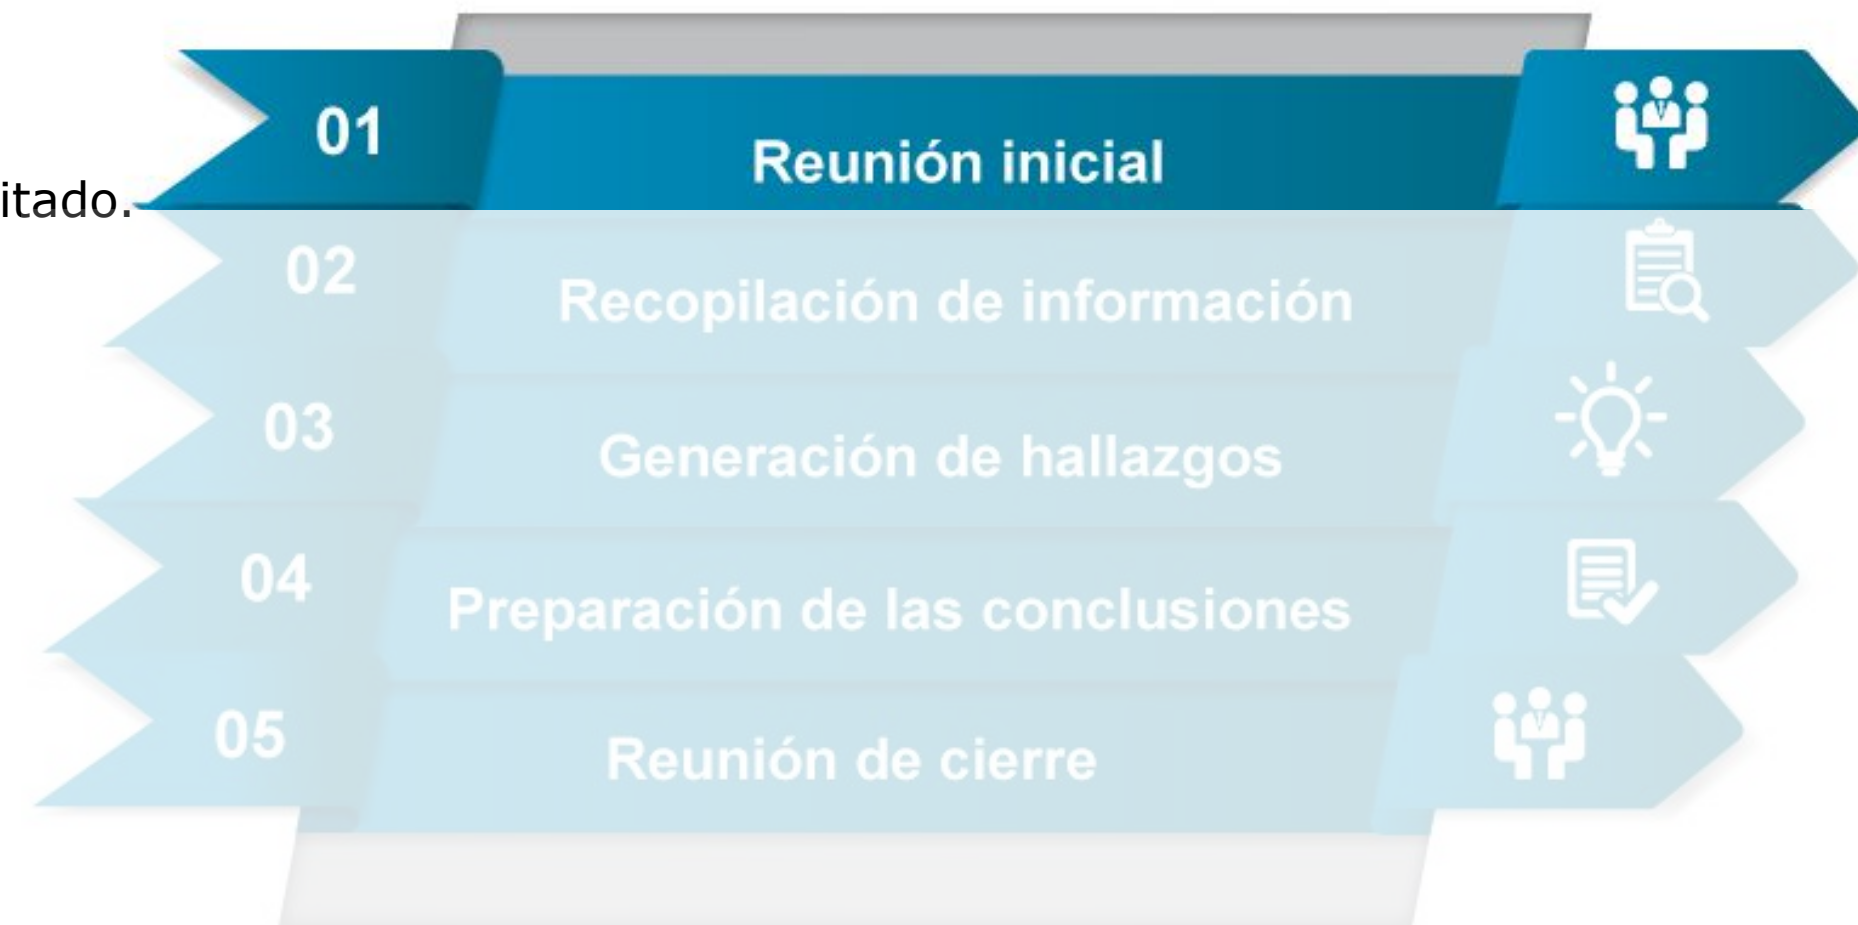 01
Reunión inicial
itado.
02
Recopilación de información
03
Generación de hallazgos
04
Preparación de las conclusiones
05
Reunión de cierre